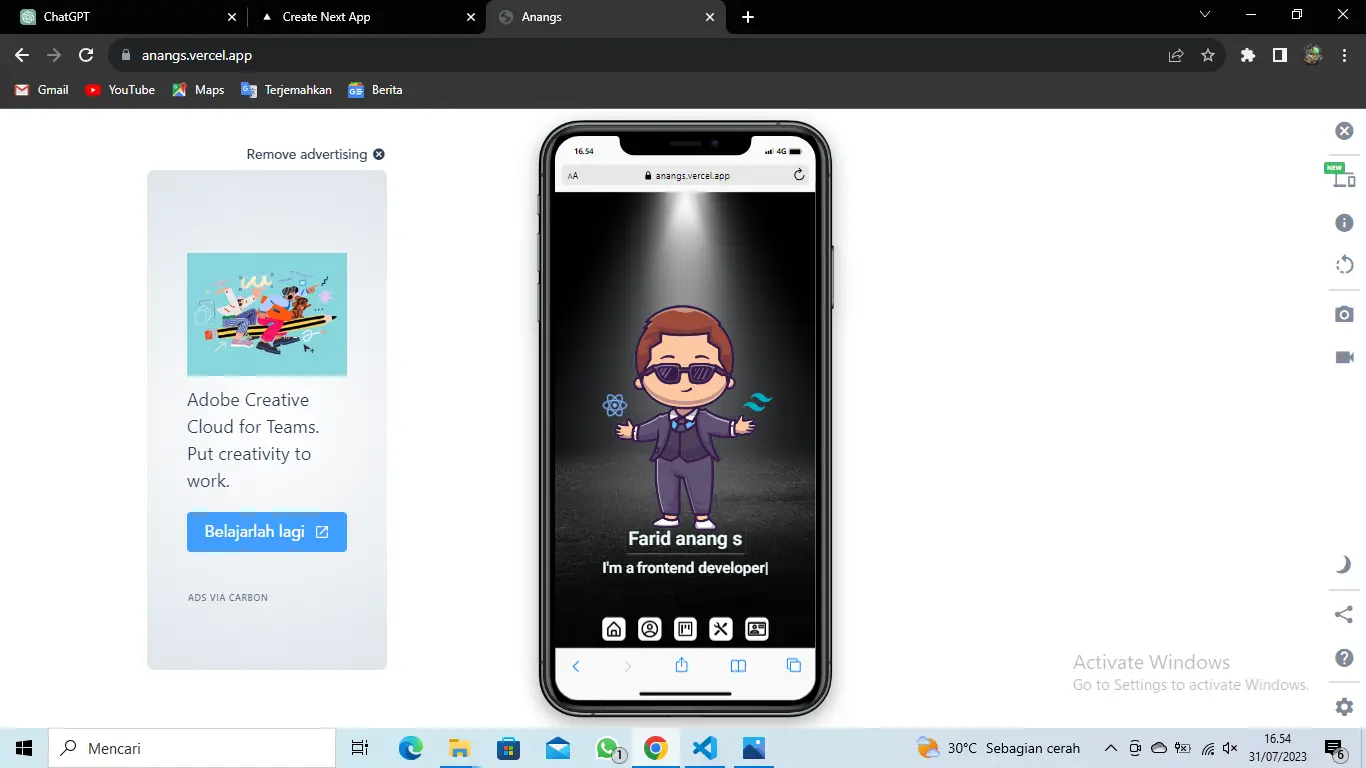 ChatGPT
Create Next App
Anangs
anangs.vercel.app
Gmail
YouTube
Maps
Terjemahkan
Berita
Remove advertising
Adobe Creative
Cloud for Teams.
Put creativity to
work.
Belajarlah lagi
ADS VIA CARBON
16.54
4G
AA
anangs.vercel.app
Farid anang s
I'm a frontend developer|
NEW
Activate Windows
Go to Settings to activate Windows.
Mencari
1
30°C Sebagian cerah
16.54
31/07/2023
6